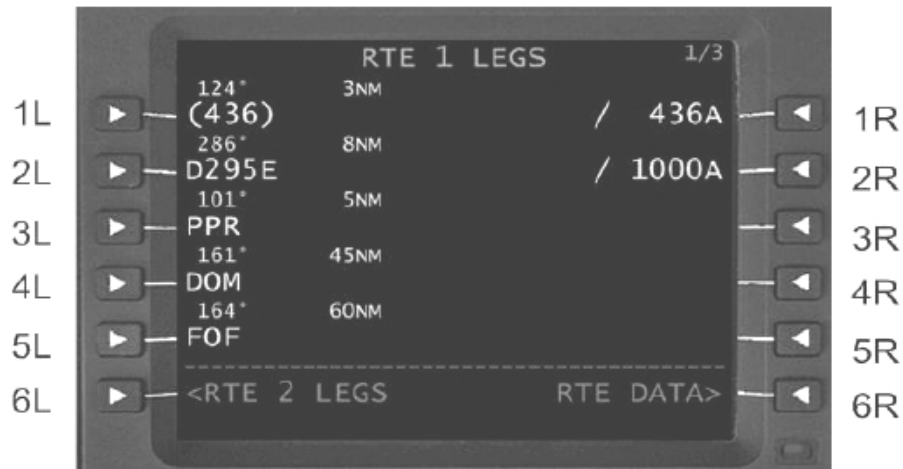 RTE 1 LEGS 1/3
124° 3NM
1L (436) / 436A 1R
286° 8NM
2L D295E / 1000A 2R
101° 5NM
3L PPR 3R
161° 45NM
4L DOM 4R
164° 60NM
5L FOF 5R
--------------------------------
6L <RTE 2 LEGS RTE DATA> 6R